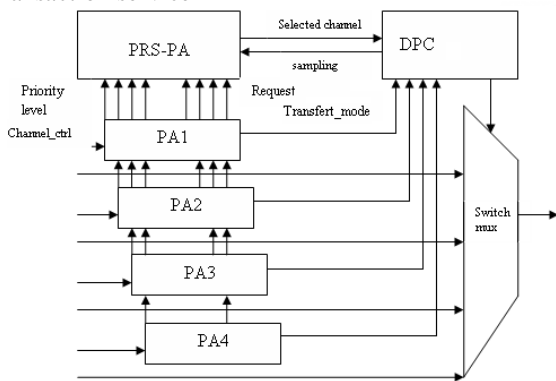 Selected channel
PRS-PA
DPC
sampling
Priority
level
Request
Transfert_mode
Channel_ctrl
PA1
PA2
Switch
mux
PA3
PA4